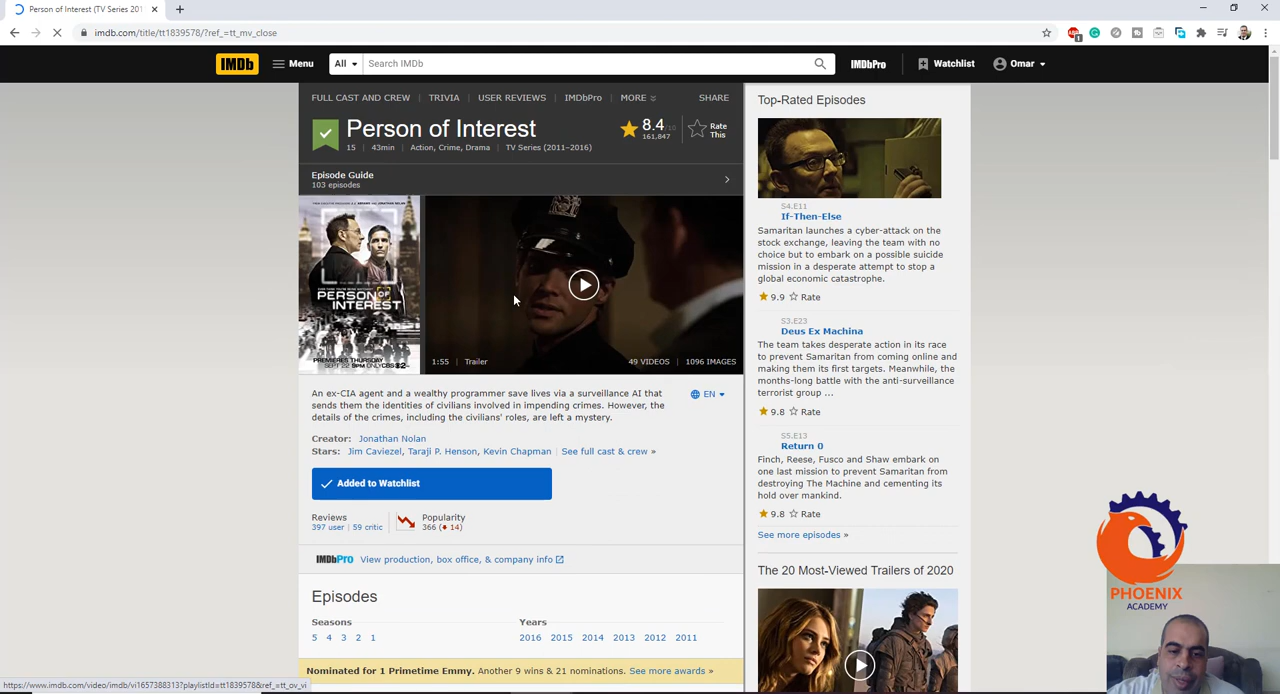 Person of Interest (TV Series 201
imdb.com/title/tt1839578/?ref_=tt_mv_close
IMDb Menu All Search IMDb IMDbPro Watchlist Omar
FULL CAST AND CREW | TRIVIA | USER REVIEWS | IMDbPro | MORE | SHARE
Person of Interest
8.4/10
161,847
Rate This
15 | 43min | Action, Crime, Drama | TV Series (2011–2016)
Episode Guide
103 episodes
PERSON OF
INTEREST
PREMIERES THURSDAY
1:55 | Trailer 49 VIDEOS | 1096 IMAGES
An ex-CIA agent and a wealthy programmer save lives via a surveillance AI that
sends them the identities of civilians involved in impending crimes. However, the
details of the crimes, including the civilians' roles, are left a mystery.
EN
Creator: Jonathan Nolan
Stars: Jim Caviezel, Taraji P. Henson, Kevin Chapman | See full cast & crew »
Added to Watchlist
Reviews
397 user | 59 critic
Popularity
366 (14)
IMDbPro View production, box office, & company info
Episodes
Seasons
5 4 3 2 1
Years
2016 2015 2014 2013 2012 2011
Nominated for 1 Primetime Emmy. Another 9 wins & 21 nominations. See more awards »
Top-Rated Episodes
S4.E11
If-Then-Else
Samaritan launches a cyber-attack on the
stock exchange, leaving the team with no
choice but to embark on a possible suicide
mission in a desperate attempt to stop a
global economic catastrophe.
9.9 Rate
S3.E23
Deus Ex Machina
The team takes desperate action in its race
to prevent Samaritan from coming online and
making them its first targets. Meanwhile, the
months-long battle with the anti-surveillance
terrorist group ...
9.8 Rate
S5.E13
Return 0
Finch, Reese, Fusco and Shaw embark on
one last mission to prevent Samaritan from
destroying The Machine and cementing its
hold over mankind.
9.8 Rate
See more episodes »
The 20 Most-Viewed Trailers of 2020
PHOENIX
ACADEMY
https://www.imdb.com/video/imdb/vi1657388313?playlistId=tt1839578&ref_=tt_ov_vi